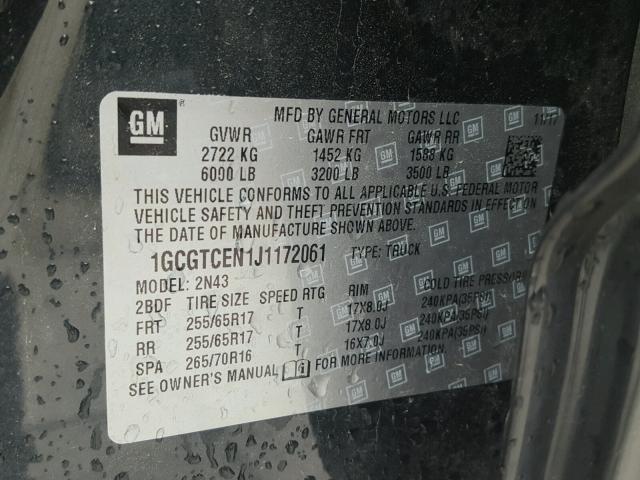 GM
MFD BY GENERAL MOTORS LLC 11/17
GVWR GAWR FRT GAWR RR
2722 KG 1452 KG 1588 KG
6000 LB 3200 LB 3500 LB
THIS VEHICLE CONFORMS TO ALL APPLICABLE U.S. FEDERAL MOTOR
VEHICLE SAFETY AND THEFT PREVENTION STANDARDS IN EFFECT ON
THE DATE OF MANUFACTURE SHOWN ABOVE.
1GCGTCEN1J1172061 TYPE: TRUCK
MODEL: 2N43
2BDF TIRE SIZE SPEED RTG RIM COLD TIRE PRESSURE
FRT 255/65R17 T 17X8.0J 240KPA(35PSI)
RR 255/65R17 T 17X8.0J 240KPA(35PSI)
SPA 265/70R16 T 16X7.0J 240KPA(35PSI)
SEE OWNER'S MANUAL FOR MORE INFORMATION.